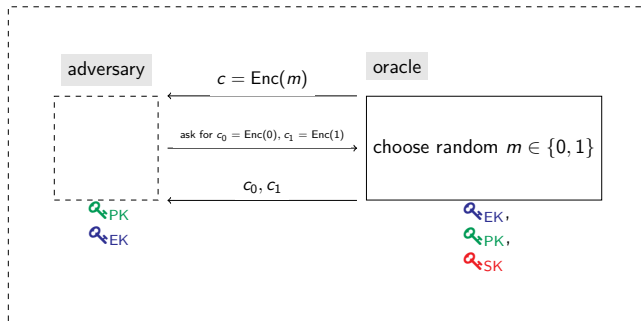 adversary
oracle
c = Enc(m)
ask for c₀ = Enc(0), c₁ = Enc(1)
choose random m ∈ {0, 1}
c₀, c₁
PK
EK
EK,
PK,
SK